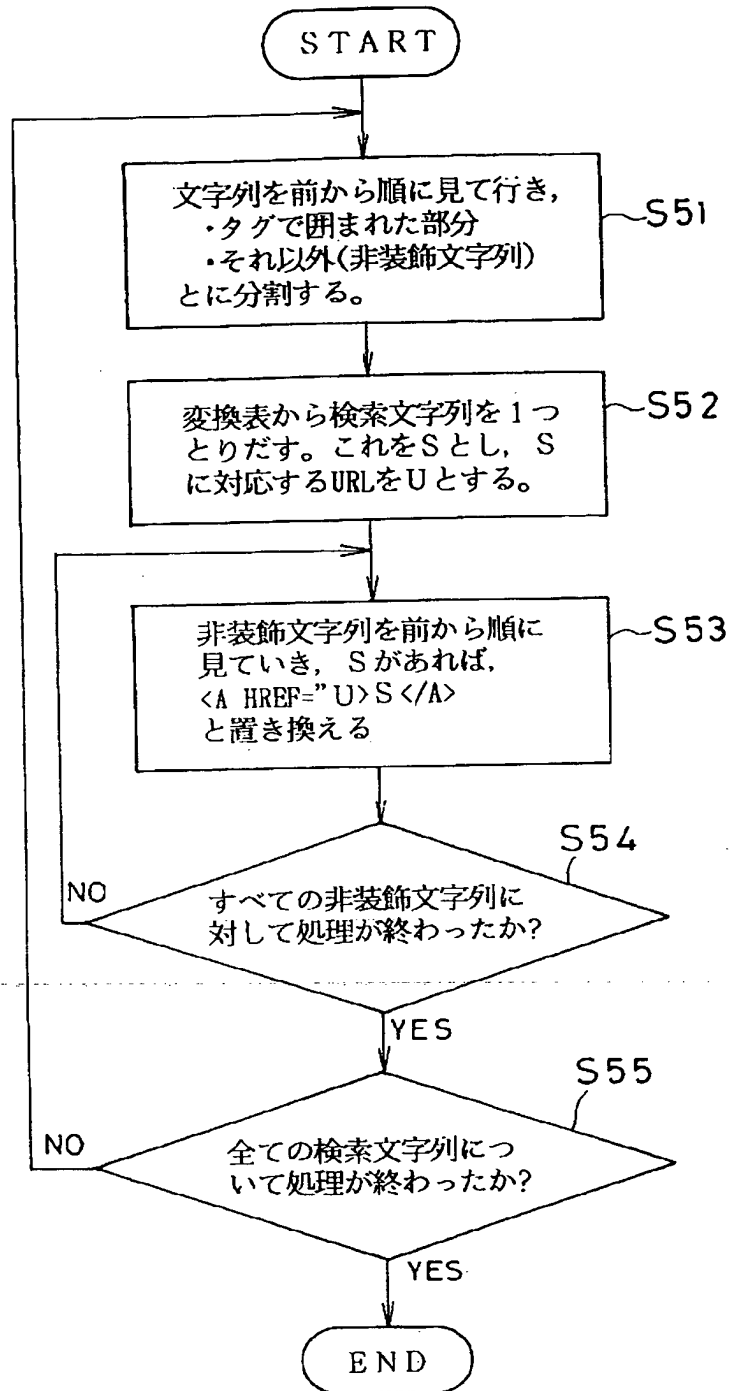 START
文字列を前から順に見て行き,
・タグで囲まれた部分
・それ以外(非装飾文字列)
とに分割する。
S51
変換表から検索文字列を1つ
とりだす。これをSとし, S
に対応するURLをUとする。
S52
非装飾文字列を前から順に
見ていき, Sがあれば,
<A HREF="U>S</A>
と置き換える
S53
S54
すべての非装飾文字列に
対して処理が終わったか?
NO
YES
S55
全ての検索文字列につ
いて処理が終わったか?
NO
YES
END